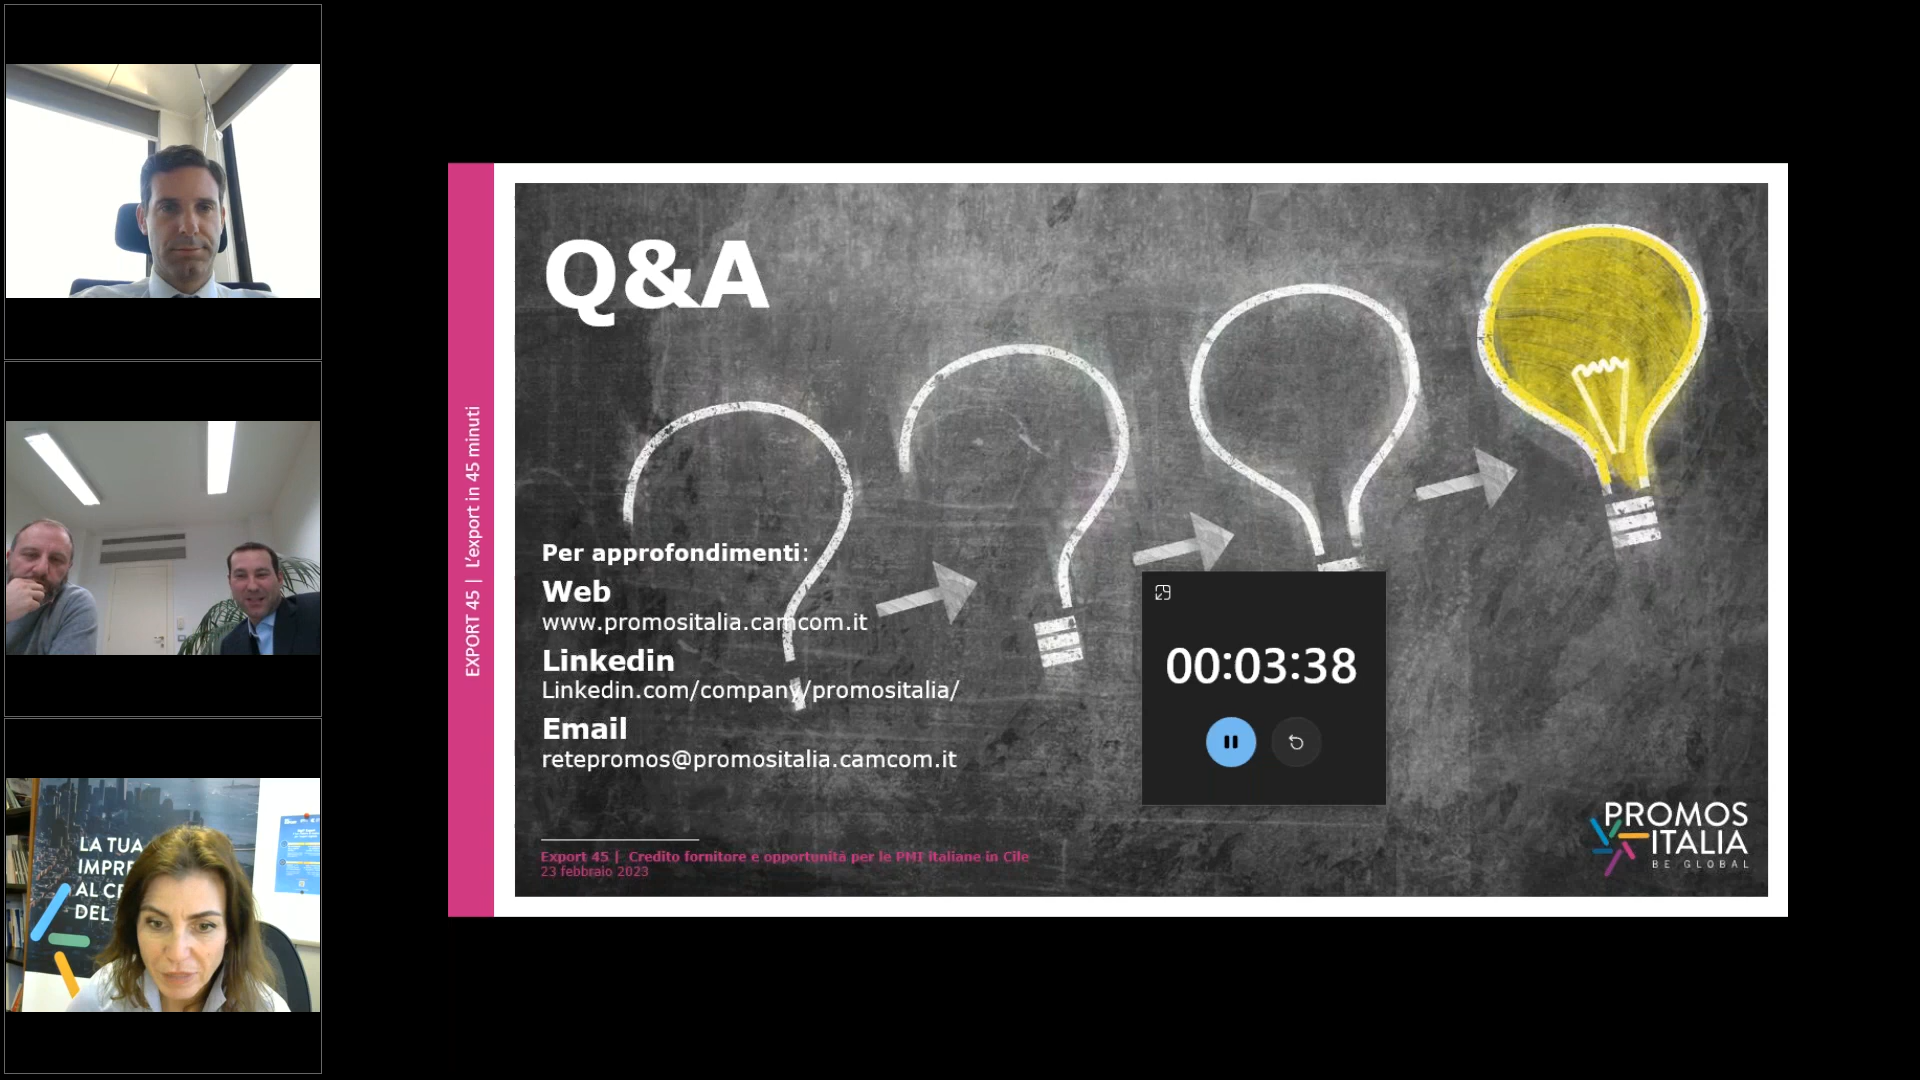 LA TUA
IMPRE
AL CE
DEL
EXPORT 45 | L'export in 45 minuti
Q&A
Per approfondimenti:
Web
www.promositalia.camcom.it
Linkedin
Linkedin.com/company/promositalia/
Email
retepromos@promositalia.camcom.it
00:03:38
Export 45 | Credito fornitore e opportunità per le PMI italiane in Cile
23 febbraio 2023
PROMOS
ITALIA
BE GLOBAL